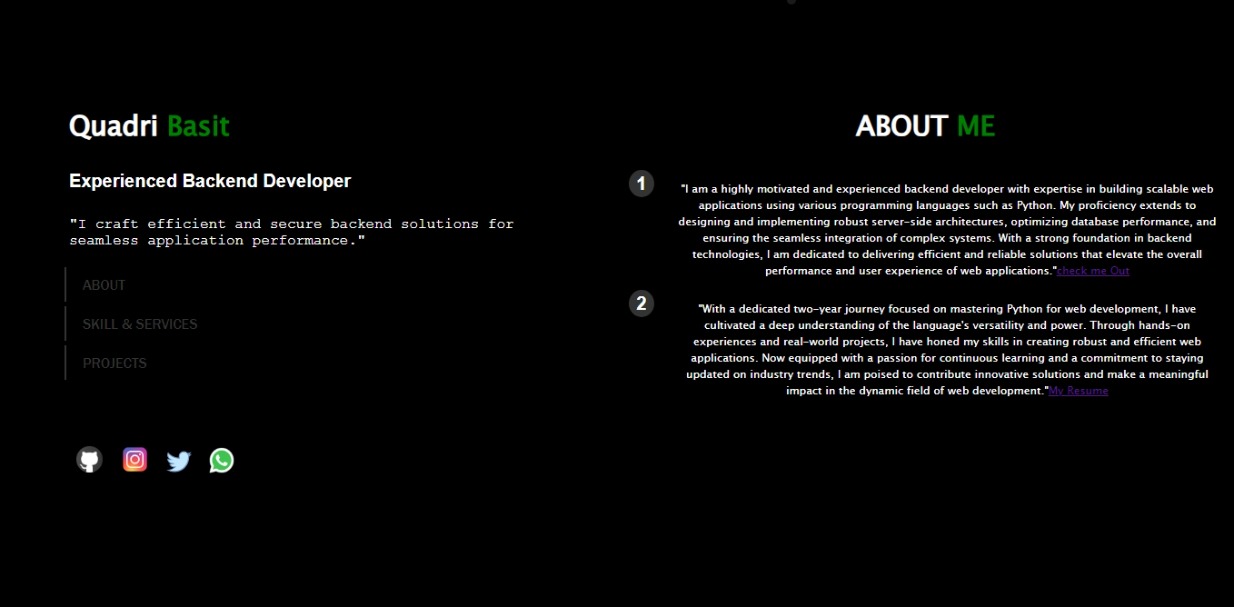 Quadri Basit
Experienced Backend Developer
"I craft efficient and secure backend solutions for
seamless application performance."
ABOUT
SKILL & SERVICES
PROJECTS
ABOUT ME
1
"I am a highly motivated and experienced backend developer with expertise in building scalable web
applications using various programming languages such as Python. My proficiency extends to
designing and implementing robust server-side architectures, optimizing database performance, and
ensuring the seamless integration of complex systems. With a strong foundation in backend
technologies, I am dedicated to delivering efficient and reliable solutions that elevate the overall
performance and user experience of web applications."check me Out
2
"With a dedicated two-year journey focused on mastering Python for web development, I have
cultivated a deep understanding of the language's versatility and power. Through hands-on
experiences and real-world projects, I have honed my skills in creating robust and efficient web
applications. Now equipped with a passion for continuous learning and a commitment to staying
updated on industry trends, I am poised to contribute innovative solutions and make a meaningful
impact in the dynamic field of web development."My Resume